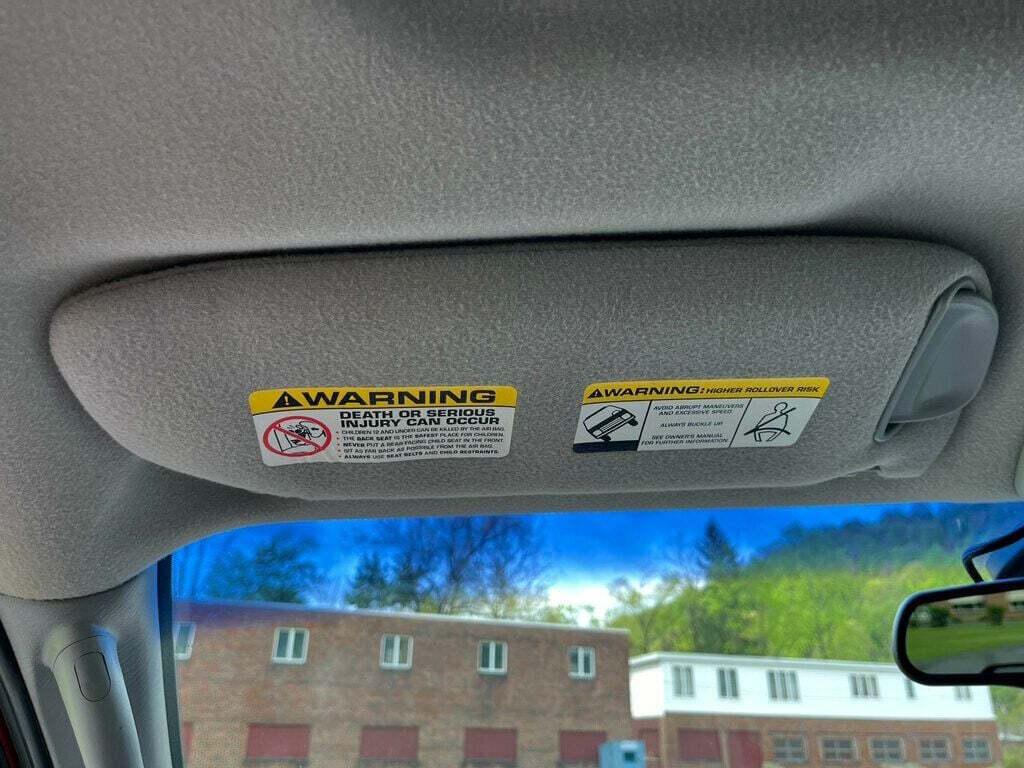 WARNING
DEATH OR SERIOUS
INJURY CAN OCCUR
• CHILDREN 12 AND UNDER CAN BE KILLED BY THE AIR BAG.
• THE BACK SEAT IS THE SAFEST PLACE FOR CHILDREN.
• NEVER PUT A REAR-FACING CHILD SEAT IN THE FRONT.
• SIT AS FAR BACK AS POSSIBLE FROM THE AIR BAG.
• ALWAYS USE SEAT BELTS AND CHILD RESTRAINTS.
WARNING: HIGHER ROLLOVER RISK
AVOID ABRUPT MANEUVERS
AND EXCESSIVE SPEED.
ALWAYS BUCKLE UP.
SEE OWNER'S MANUAL
FOR FURTHER INFORMATION.